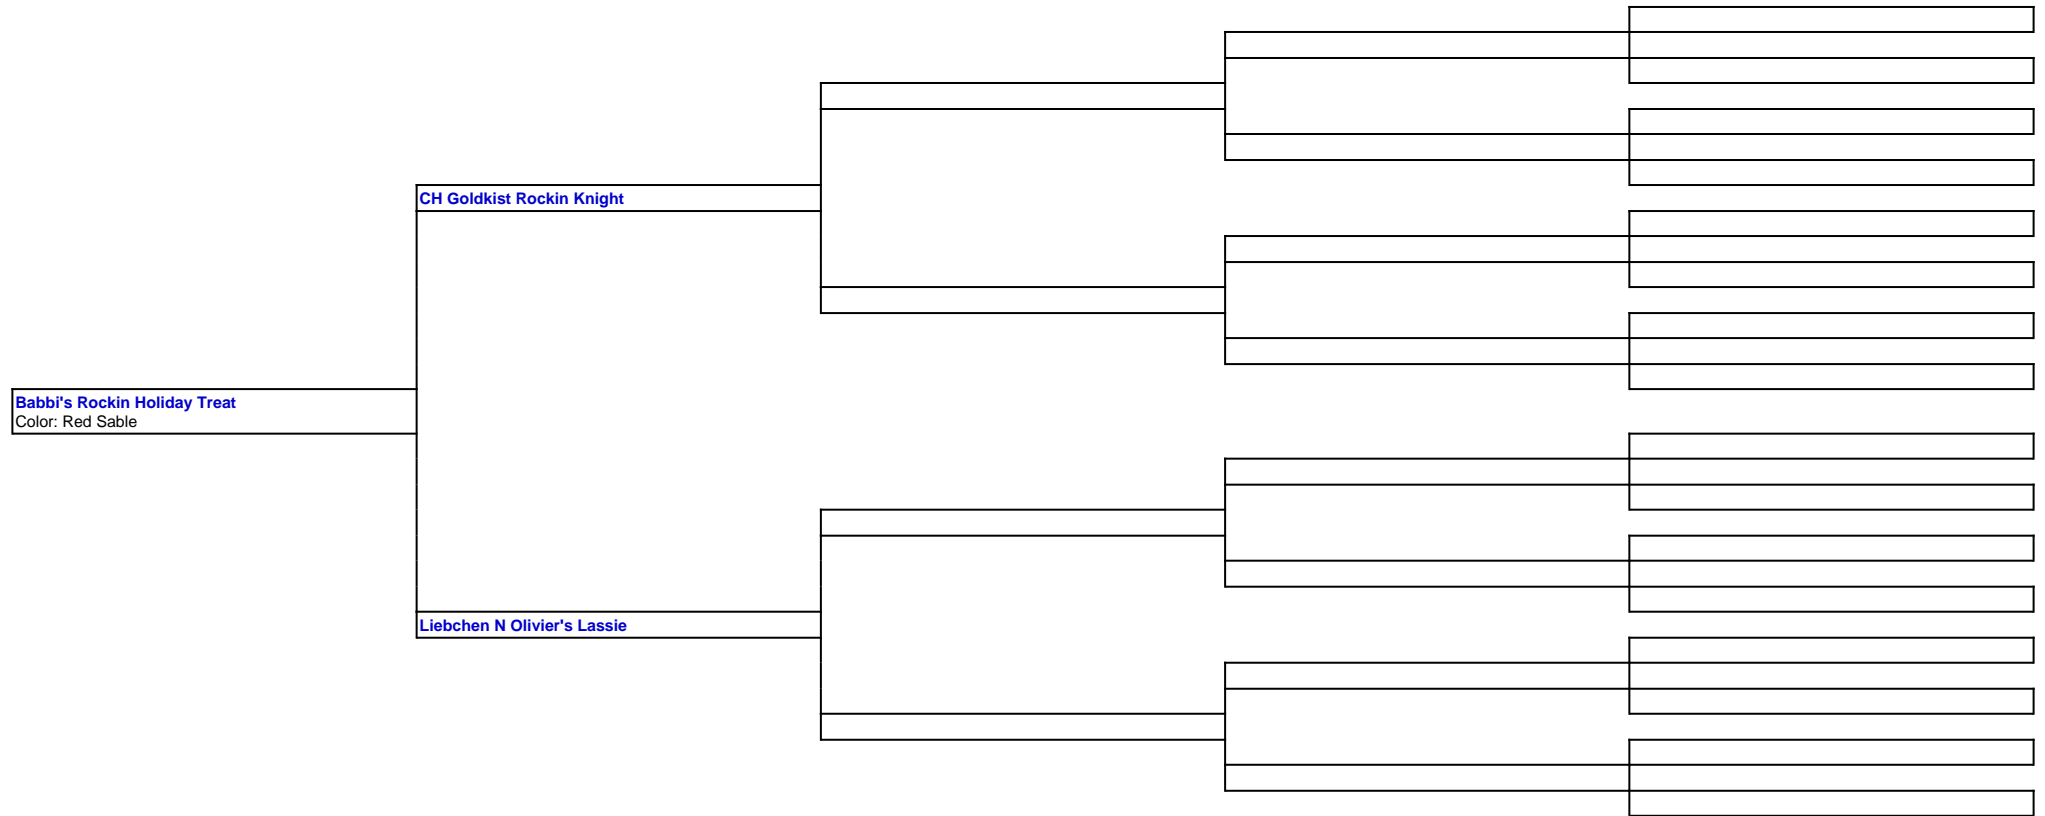 CH Goldkist Rockin Knight
Babbi's Rockin Holiday Treat
Color: Red Sable
Liebchen N Olivier's Lassie